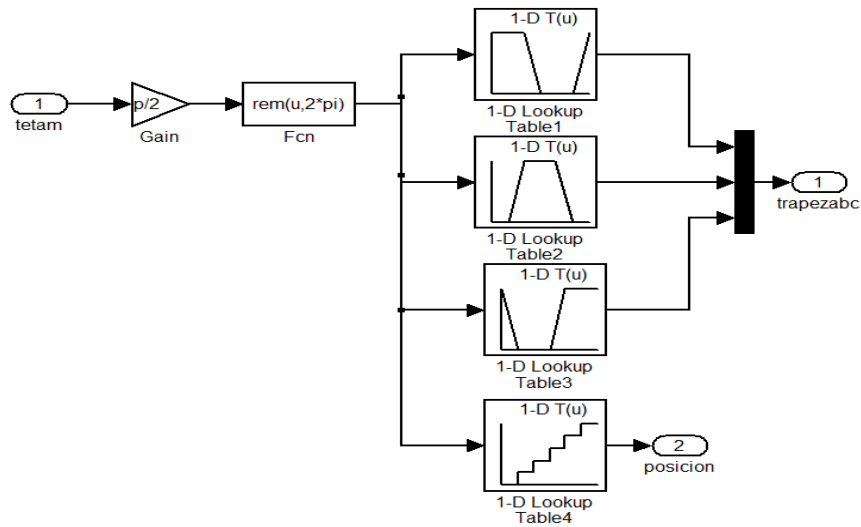 1
tetam
p/2
Gain
rem(u,2*pi)
Fcn
1-D T(u)
1-D Lookup
Table1
1-D T(u)
1-D Lookup
Table2
1-D T(u)
1-D Lookup
Table3
1-D T(u)
1-D Lookup
Table4
1
trapezabc
2
posicion